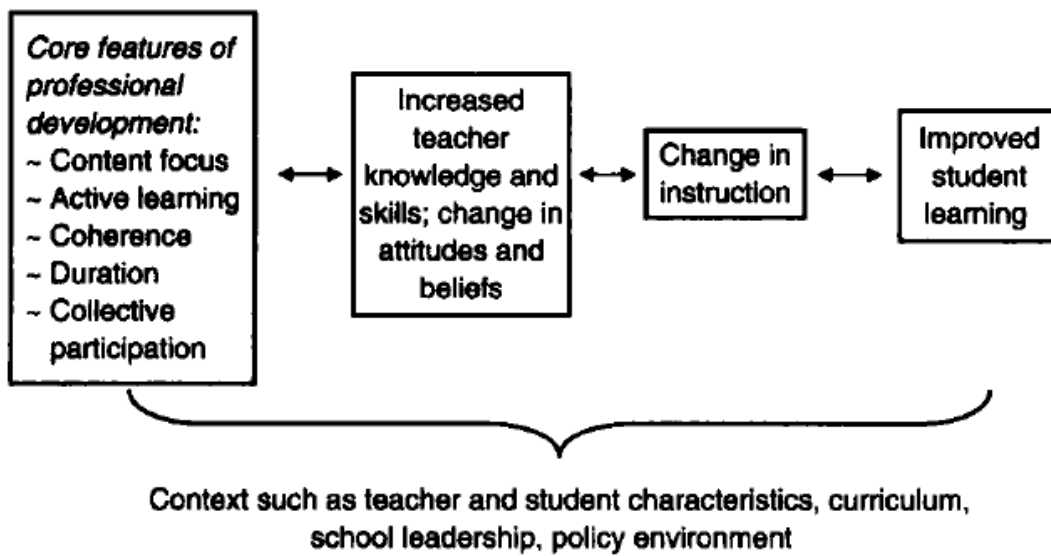 Core features of
professional
development:
~ Content focus
~ Active learning
~ Coherence
~ Duration
~ Collective
participation
Increased
teacher
knowledge and
skills; change in
attitudes and
beliefs
Change in
instruction
Improved
student
learning
Context such as teacher and student characteristics, curriculum,
school leadership, policy environment